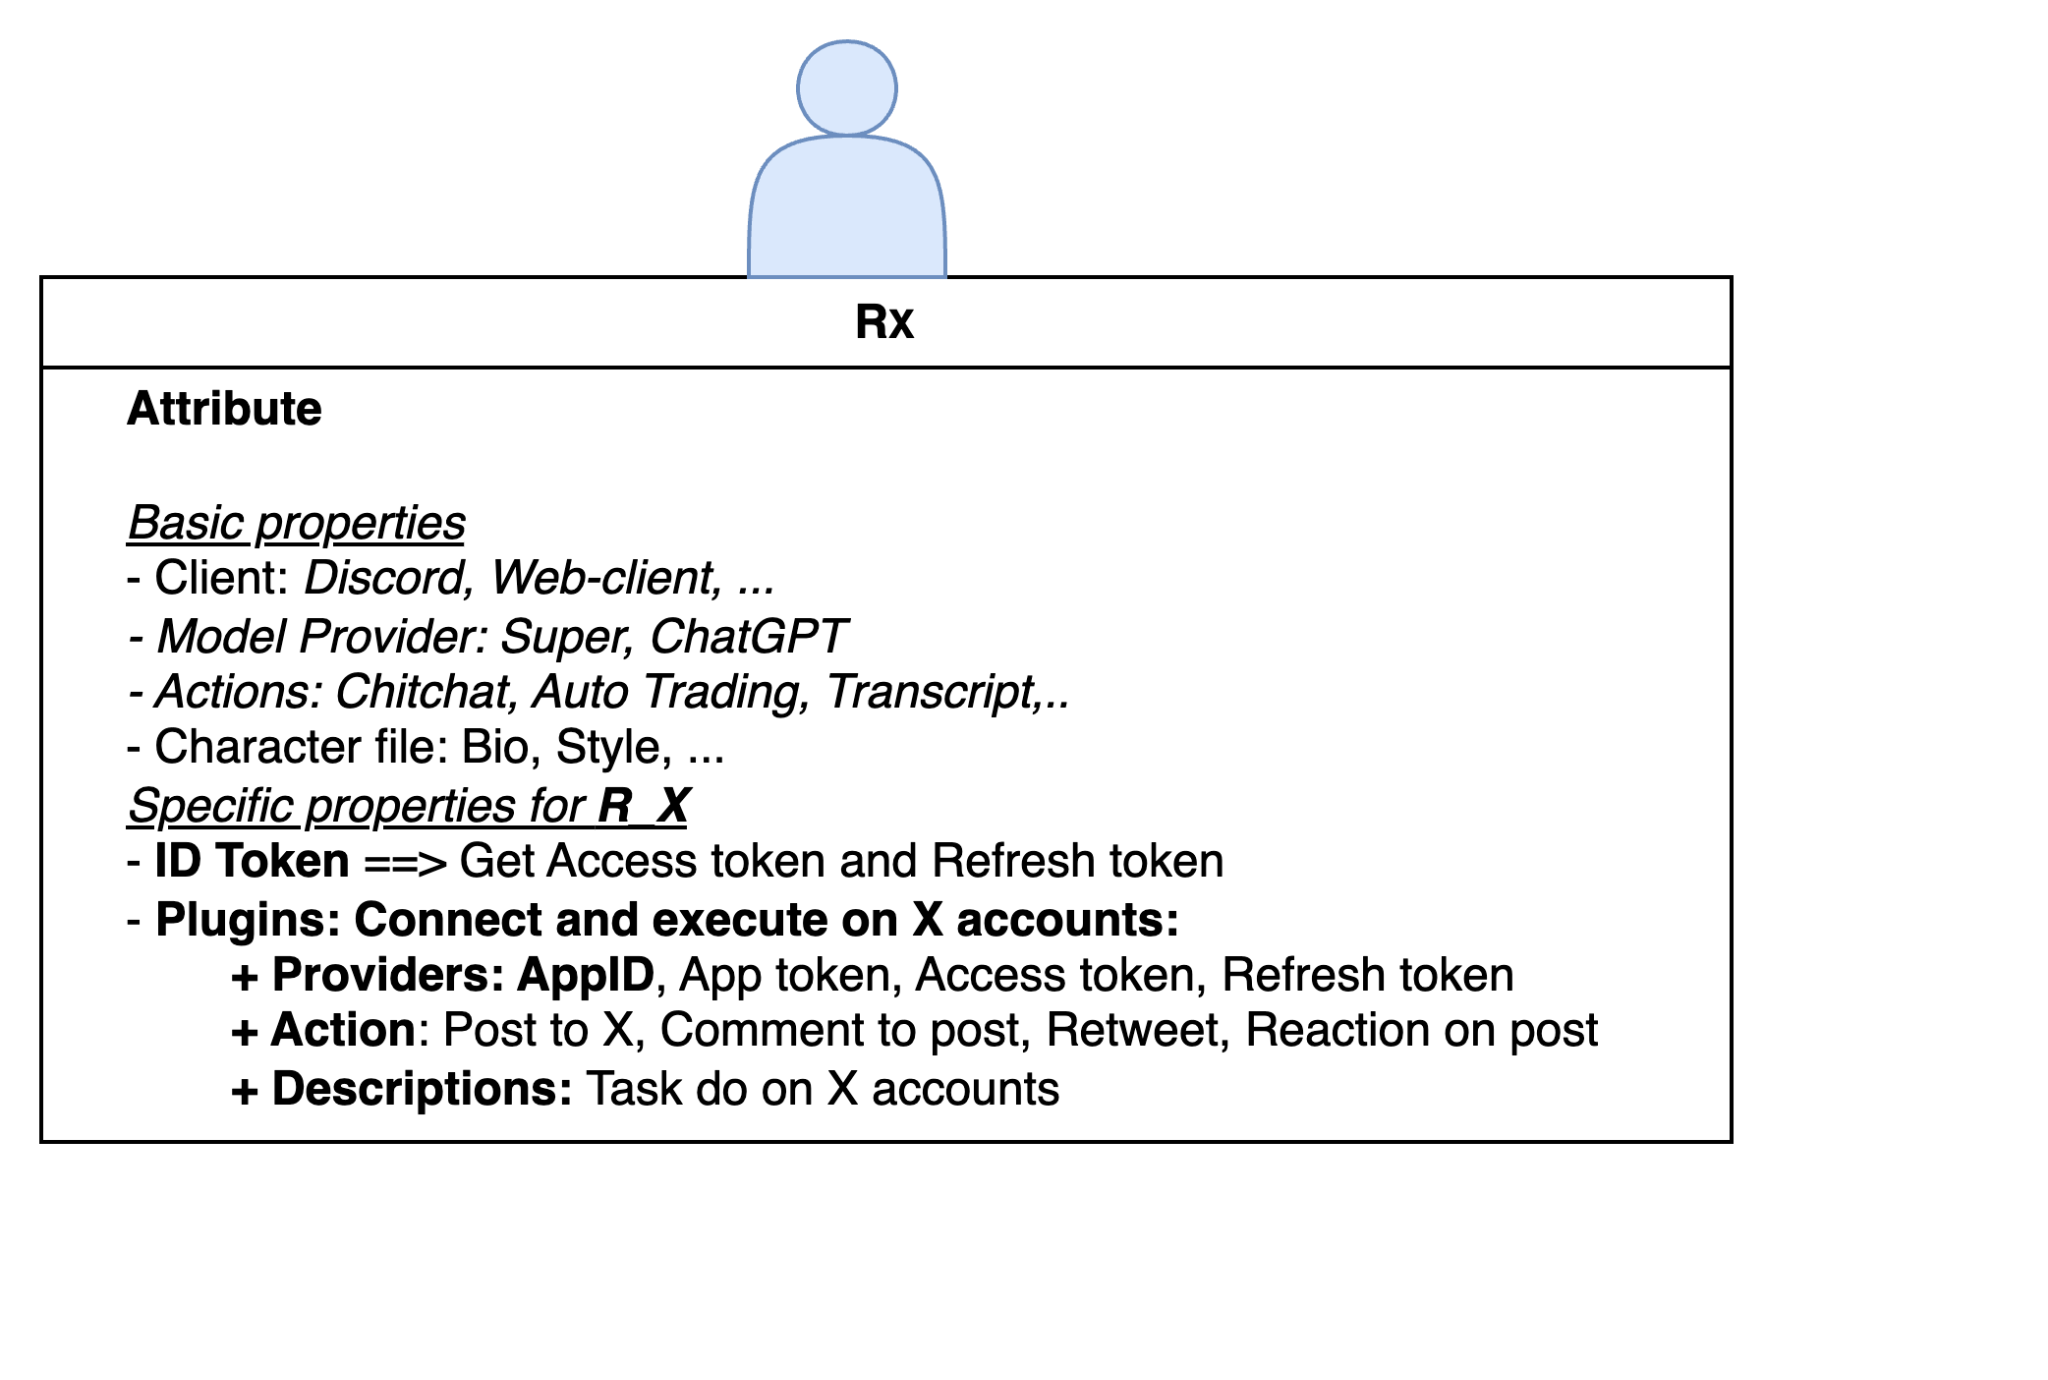 Rx
Attribute
Basic properties
- Client: Discord, Web-client, ...
- Model Provider: Super, ChatGPT
- Actions: Chitchat, Auto Trading, Transcript,..
- Character file: Bio, Style, ...
Specific properties for R_X
- ID Token ==> Get Access token and Refresh token
- Plugins: Connect and execute on X accounts:
+ Providers: AppID, App token, Access token, Refresh token
+ Action: Post to X, Comment to post, Retweet, Reaction on post
+ Descriptions: Task do on X accounts